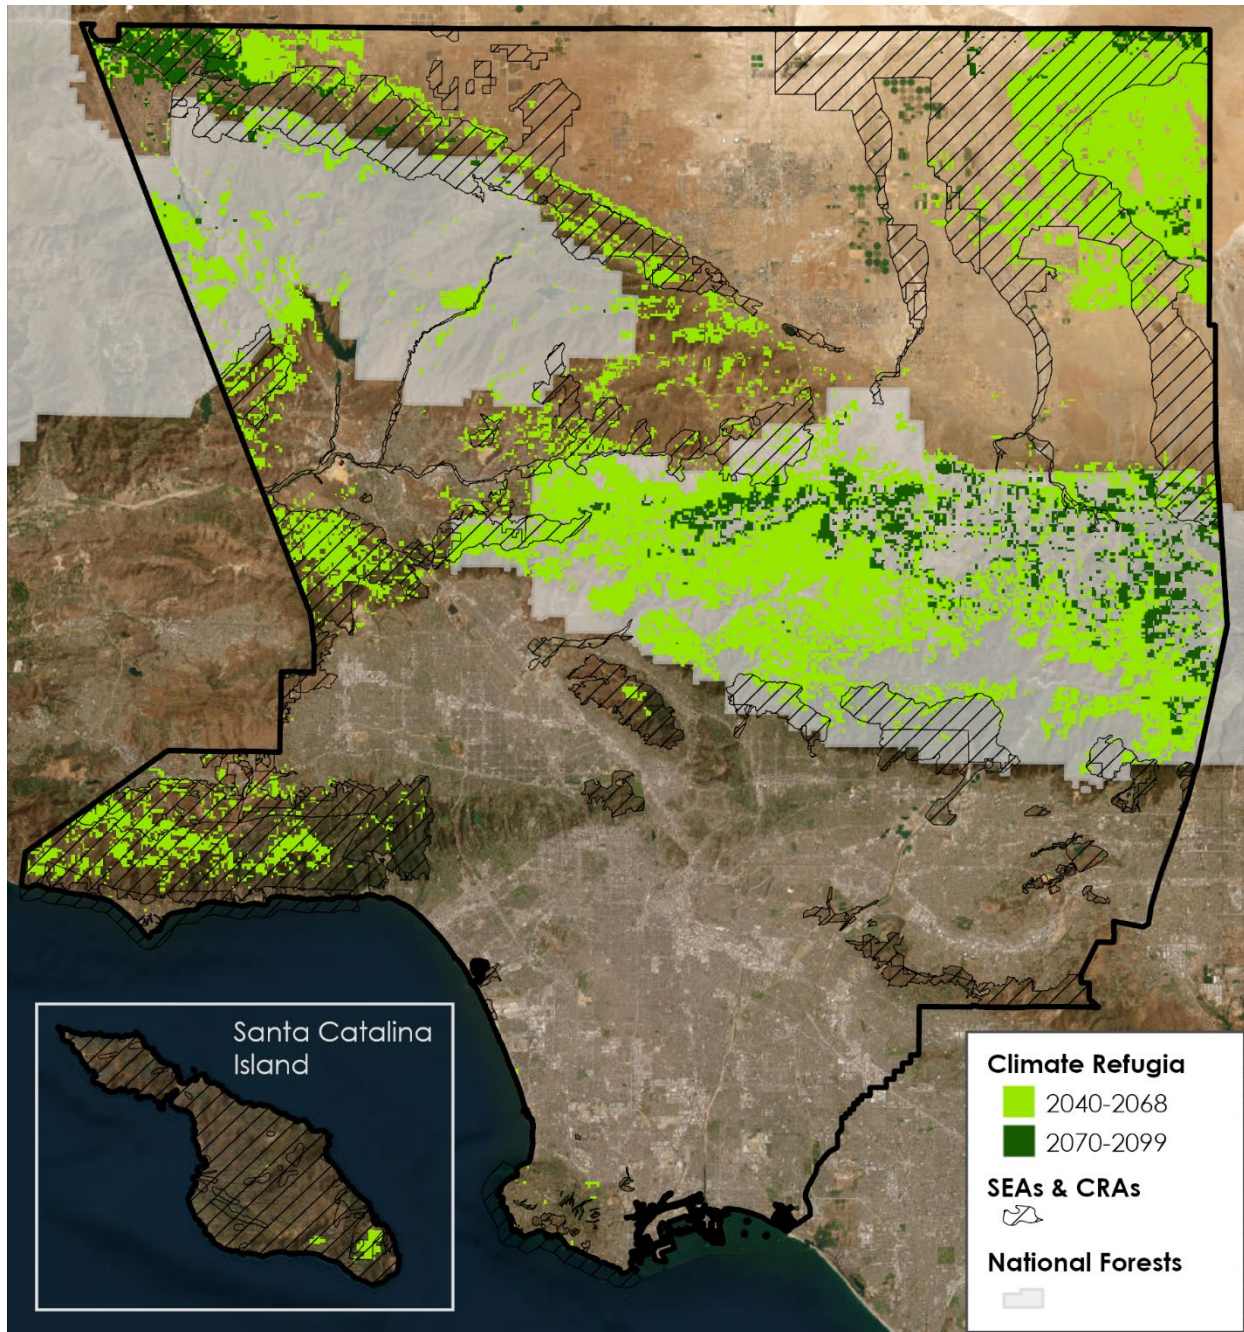 Santa Catalina
Island
Climate Refugia
2040-2068
2070-2099
SEAs & CRAs
National Forests